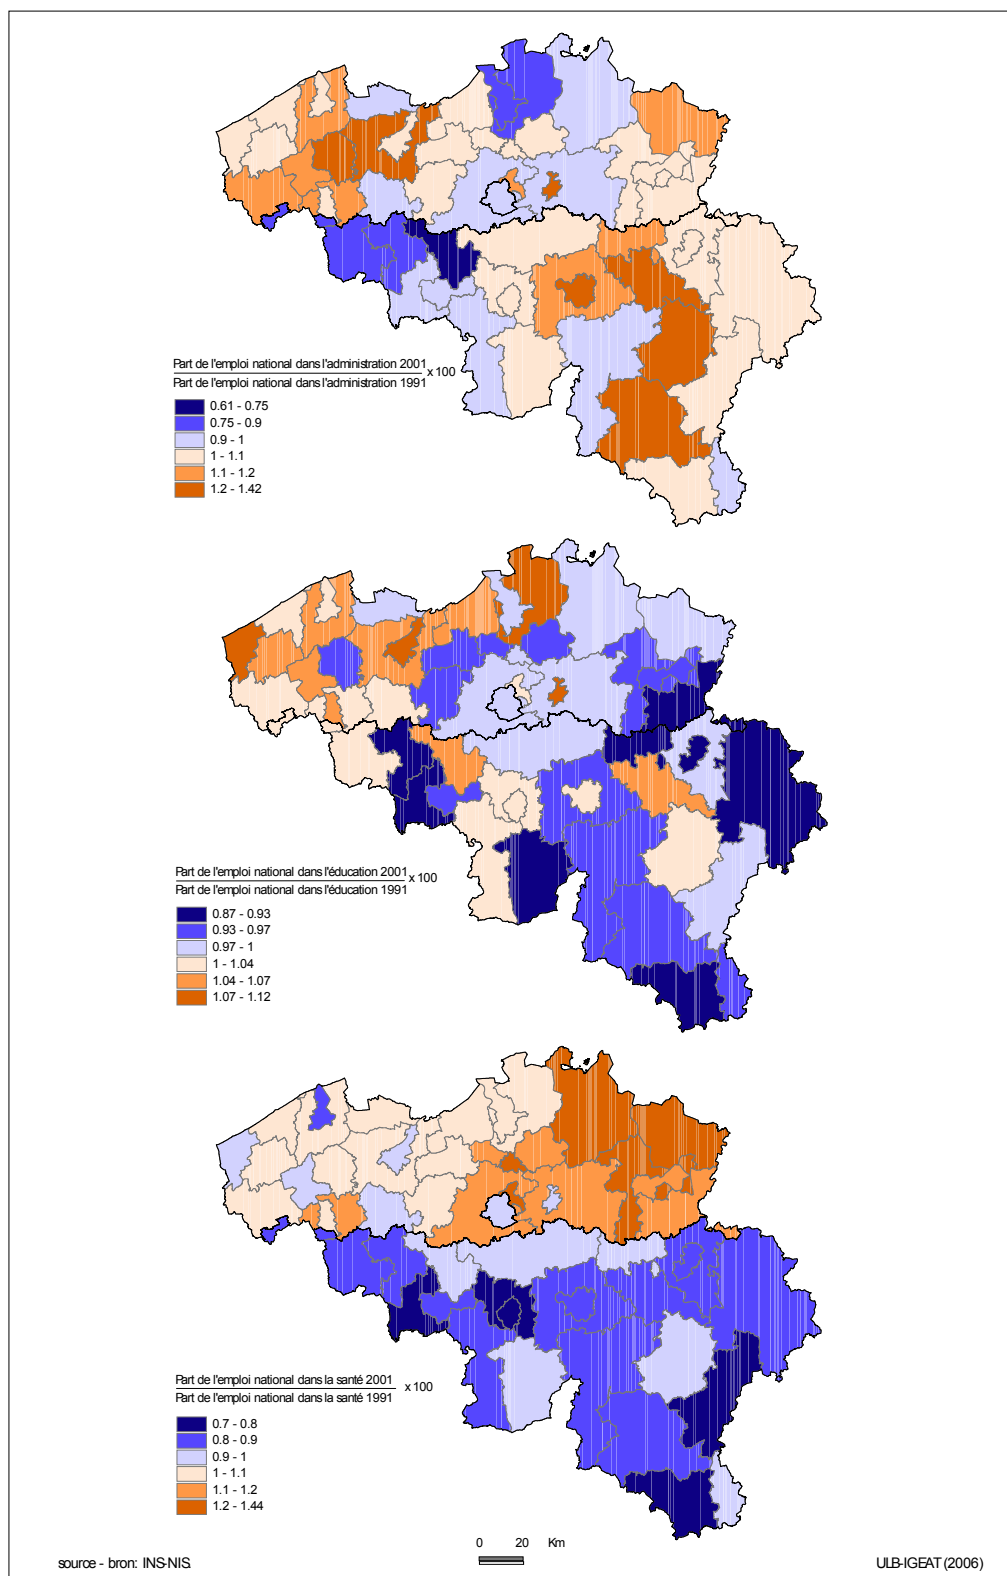 Part de l'emploi national dans l'administration 2001
x 100
Part de l'emploi national dans l'administration 1991
0.61 - 0.75
0.75 - 0.9
0.9 - 1
1 - 1.1
1.1 - 1.2
1.2 - 1.42
Part de l'emploi national dans l'éducation 2001
x 100
Part de l'emploi national dans l'éducation 1991
0.87 - 0.93
0.93 - 0.97
0.97 - 1
1 - 1.04
1.04 - 1.07
1.07 - 1.12
Part de l'emploi national dans la santé 2001
x 100
Part de l'emploi national dans la santé 1991
0.7 - 0.8
0.8 - 0.9
0.9 - 1
1 - 1.1
1.1 - 1.2
1.2 - 1.44
0 20 Km
source - bron: INS-NIS.
ULB-IGEAT (2006)